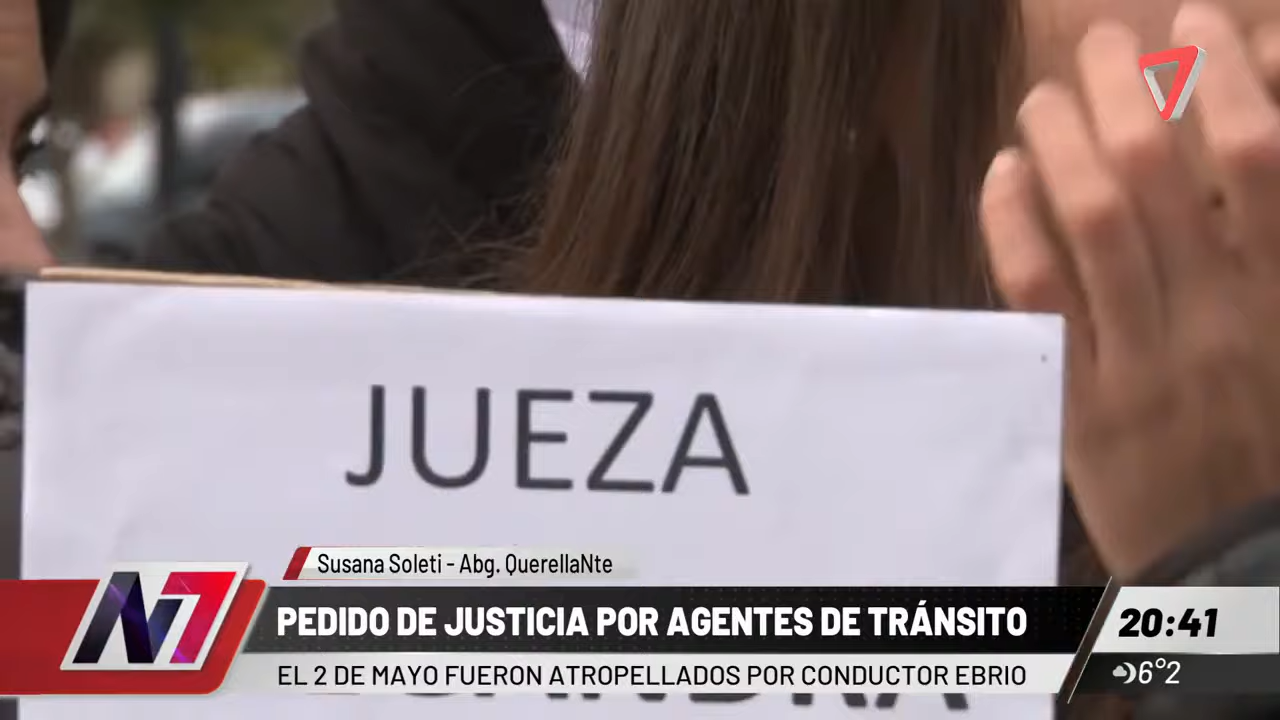 JUEZA
Susana Soleti - Abg. QuerellaNte
N7
PEDIDO DE JUSTICIA POR AGENTES DE TRÁNSITO
20:41
EL 2 DE MAYO FUERON ATROPELLADOS POR CONDUCTOR EBRIO
6°2